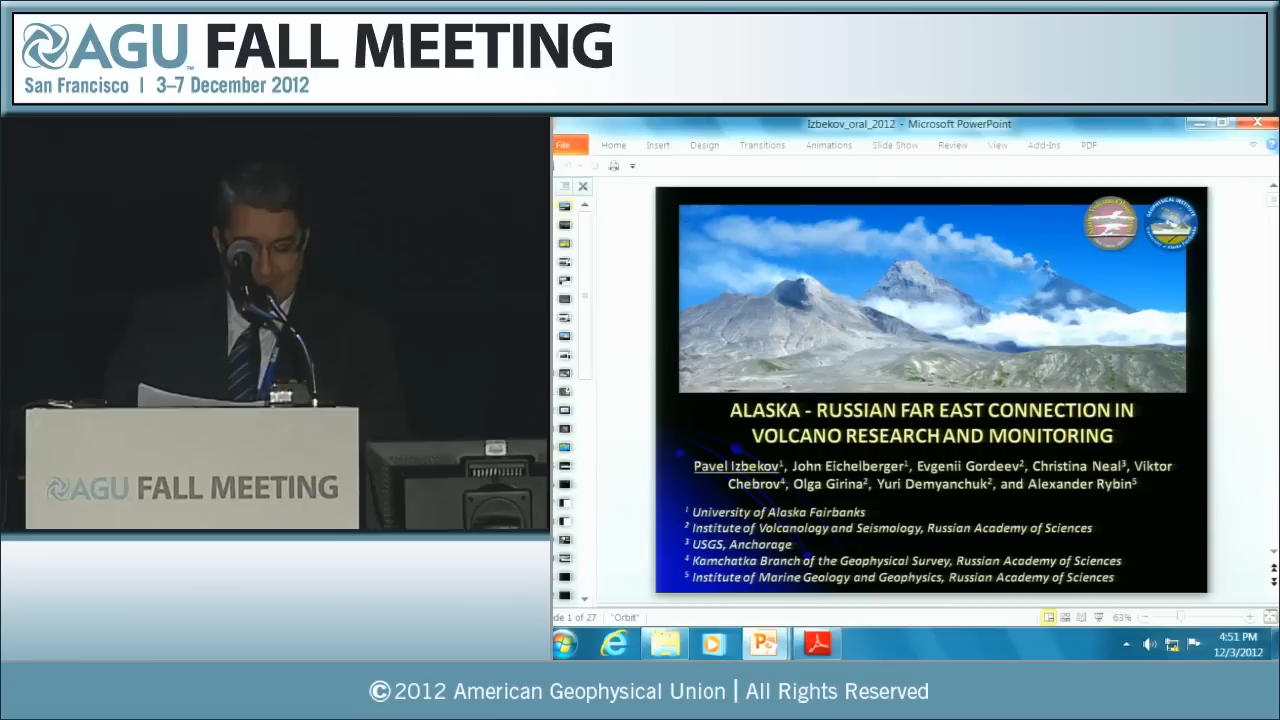 AGU FALL MEETING
San Francisco | 3–7 December 2012
Izbekov_oral_2012 - Microsoft PowerPoint
File Home Insert Design Transitions Animations Slide Show Review View Add-Ins PDF
ALASKA - RUSSIAN FAR EAST CONNECTION IN
VOLCANO RESEARCH AND MONITORING
Pavel Izbekov¹, John Eichelberger¹, Evgenii Gordeev², Christina Neal³, Viktor
Chebrov⁴, Olga Girina², Yuri Demyanchuk², and Alexander Rybin⁵
¹ University of Alaska Fairbanks
² Institute of Volcanology and Seismology, Russian Academy of Sciences
³ USGS, Anchorage
⁴ Kamchatka Branch of the Geophysical Survey, Russian Academy of Sciences
⁵ Institute of Marine Geology and Geophysics, Russian Academy of Sciences
AGU FALL MEETING
de 1 of 27 "Orbit" 63%
4:51 PM
12/3/2012
©2012 American Geophysical Union | All Rights Reserved